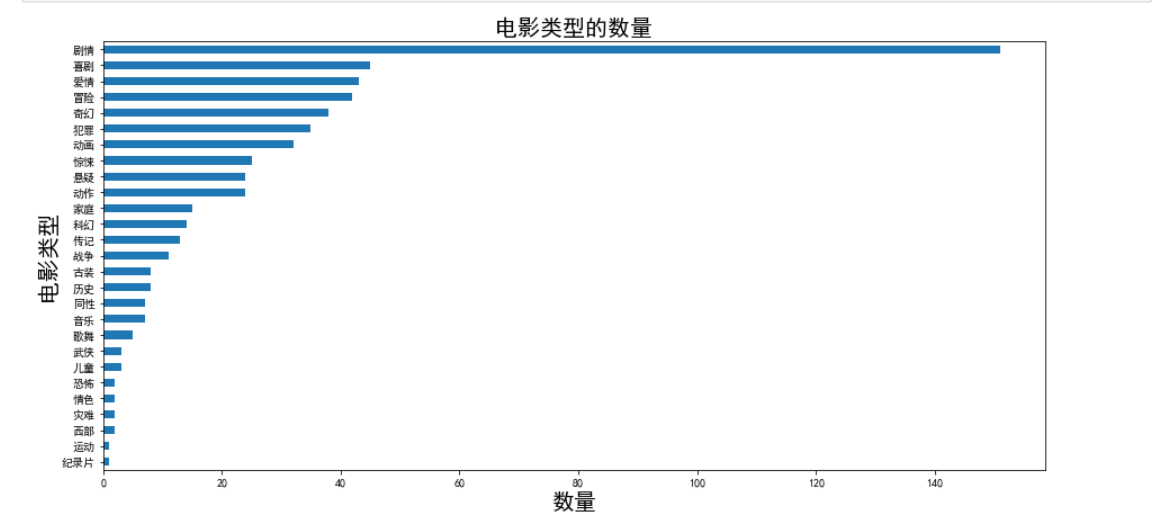 电影类型的数量
剧情
喜剧
爱情
冒险
奇幻
犯罪
动画
惊悚
悬疑
动作
家庭
科幻
传记
战争
古装
历史
同性
音乐
歌舞
武侠
儿童
恐怖
情色
灾难
西部
运动
纪录片
电影类型
0 20 40 60 80 100 120 140
数量